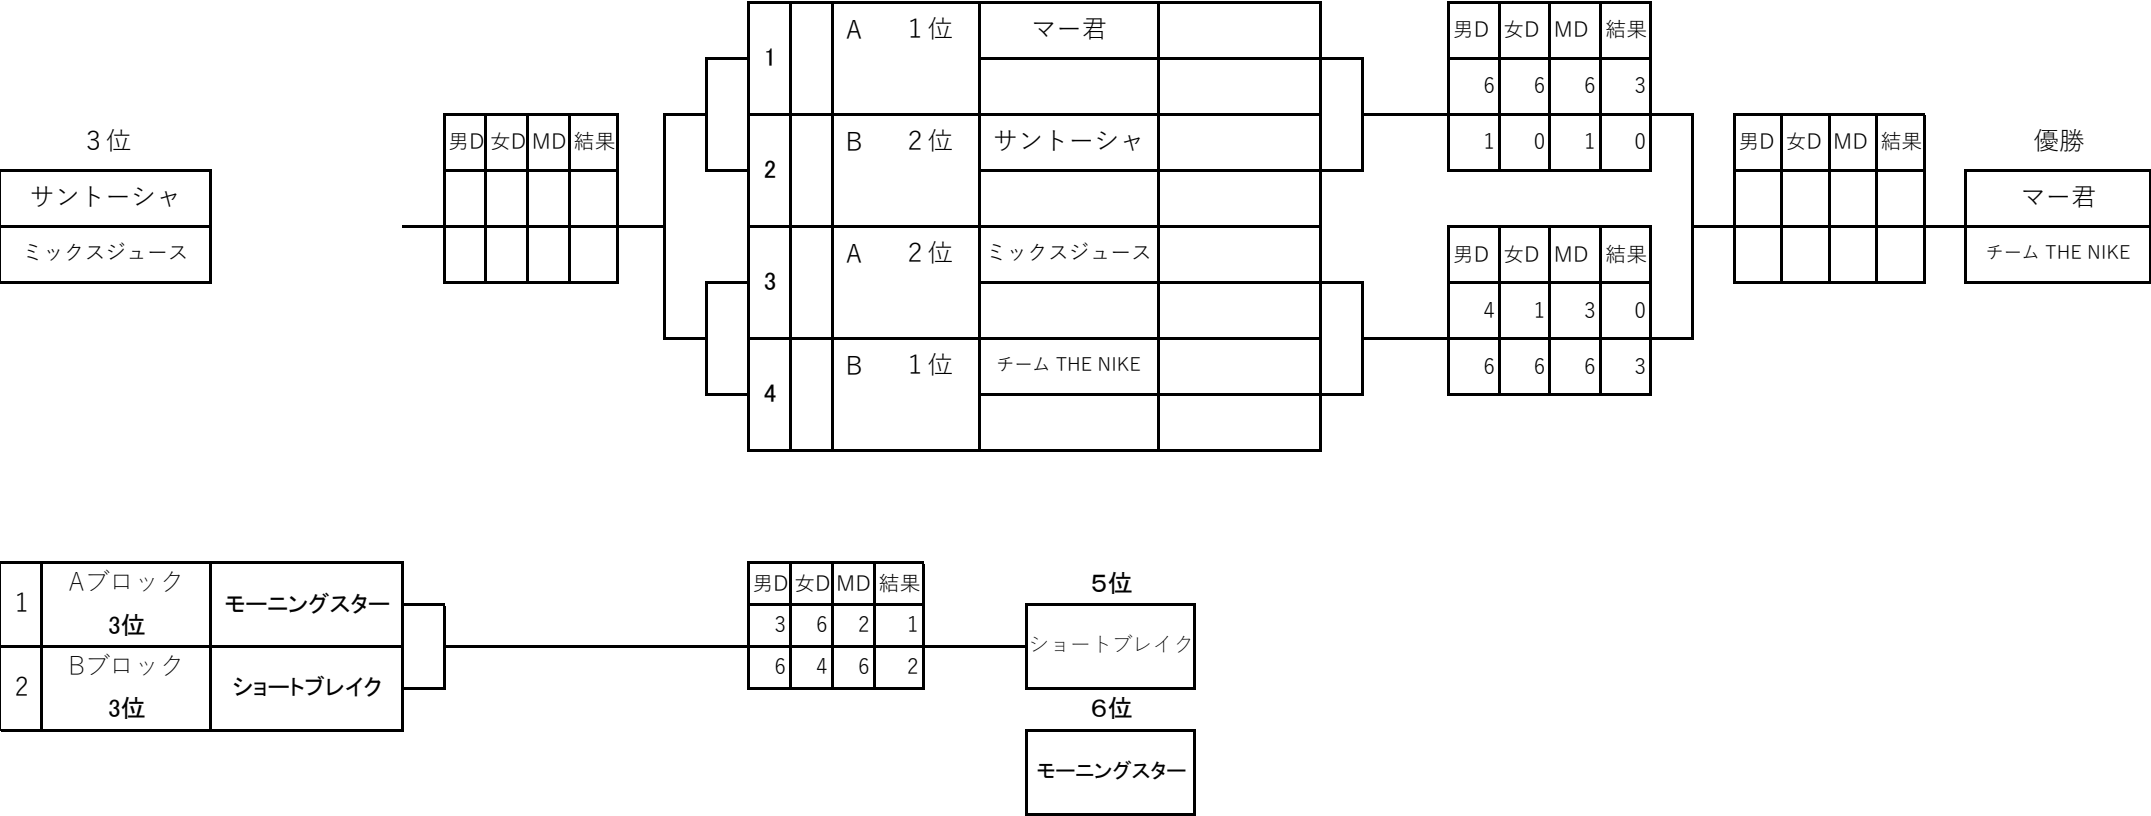 A 1位 マー君
男D 女D MD 結果
1
6 6 6 3
3位
男D 女D MD 結果
B 2位 サントーシャ
1 0 1 0
男D 女D MD 結果
優勝
2
サントーシャ
マー君
ミックスジュース
A 2位 ミックスジュース
男D 女D MD 結果
チーム THE NIKE
3
4 1 3 0
B 1位 チーム THE NIKE
6 6 6 3
4
Aブロック
男D 女D MD 結果
5位
1 3位 モーニングスター
3 6 2 1
ショートブレイク
Bブロック
6 4 6 2
2 3位 ショートブレイク
6位
モーニングスター